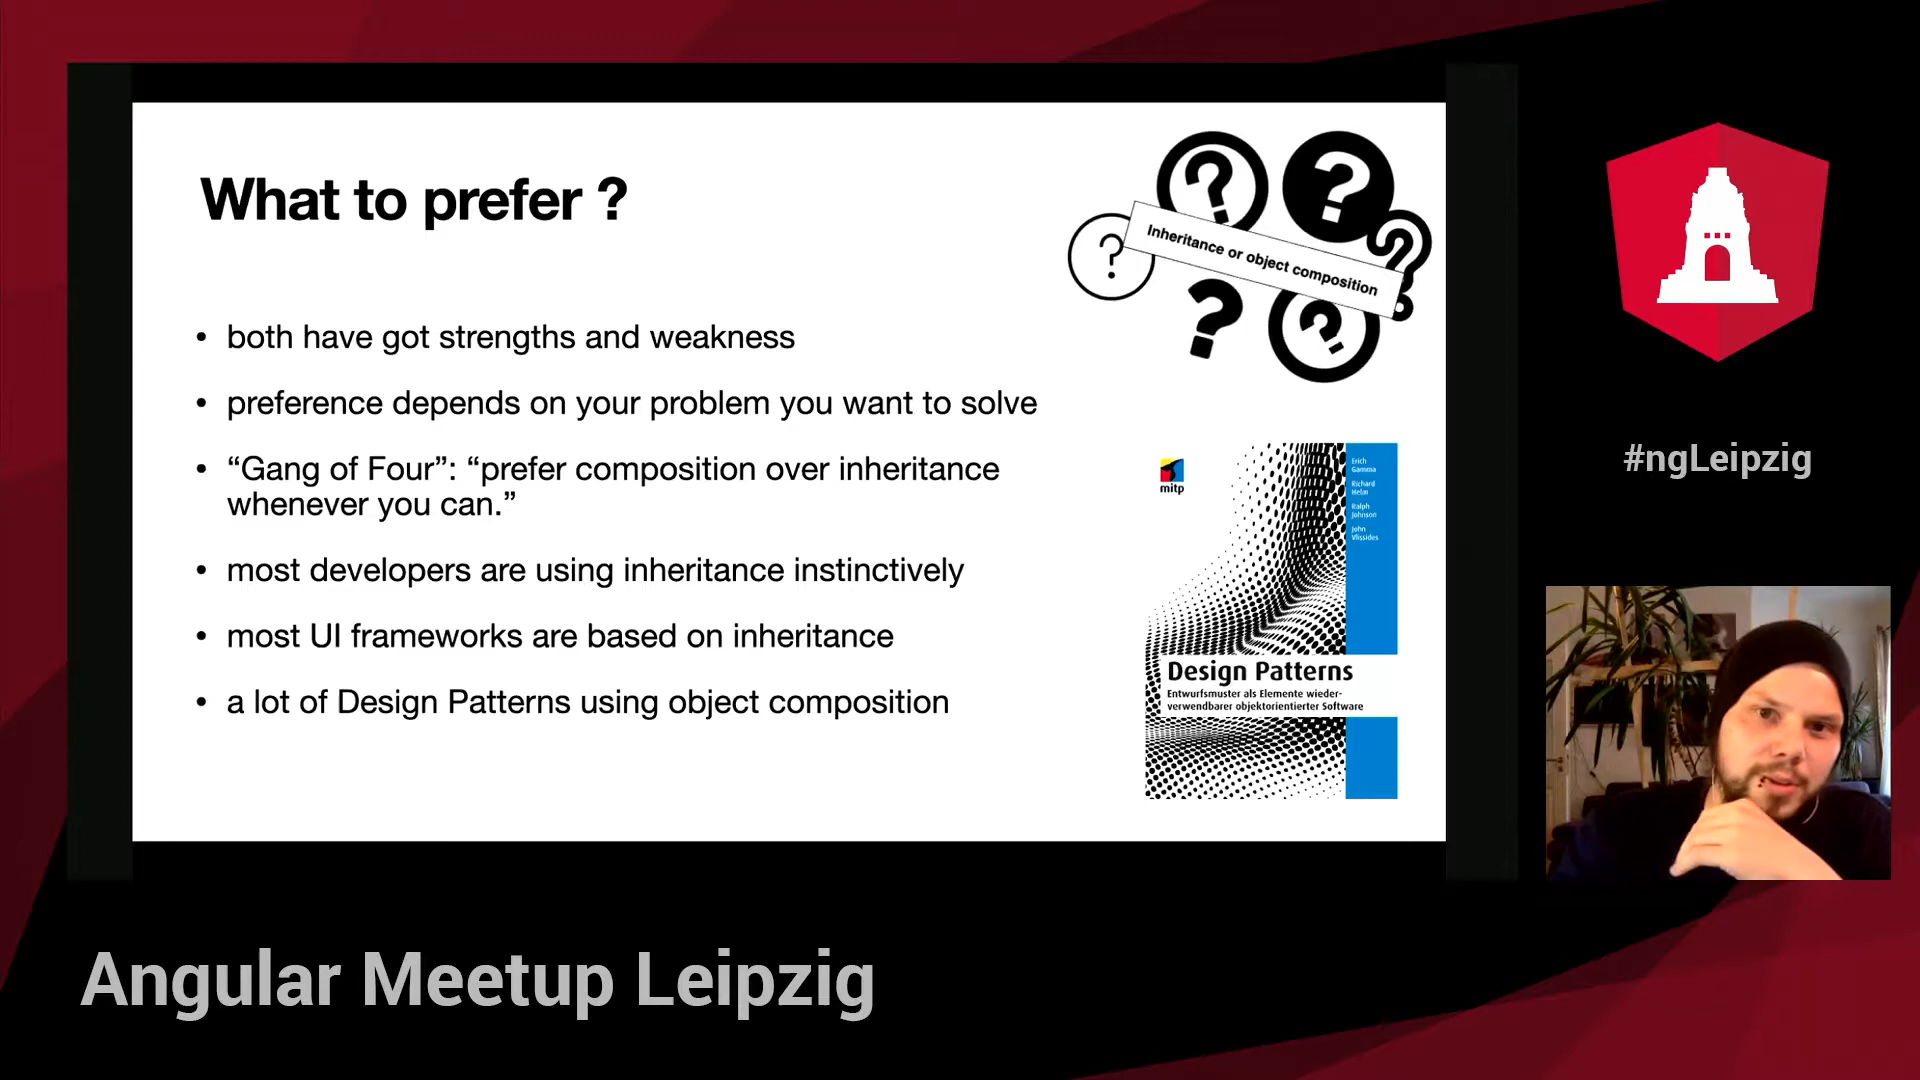 What to prefer ?
Inheritance or object composition
• both have got strengths and weakness
• preference depends on your problem you want to solve
• “Gang of Four”: “prefer composition over inheritance
whenever you can.”
• most developers are using inheritance instinctively
• most UI frameworks are based on inheritance
• a lot of Design Patterns using object composition
mitp
Erich
Gamma
Richard
Helm
Ralph
Johnson
John
Vlissides
Design Patterns
Entwurfsmuster als Elemente wieder-
verwendbarer objektorientierter Software
#ngLeipzig
Angular Meetup Leipzig